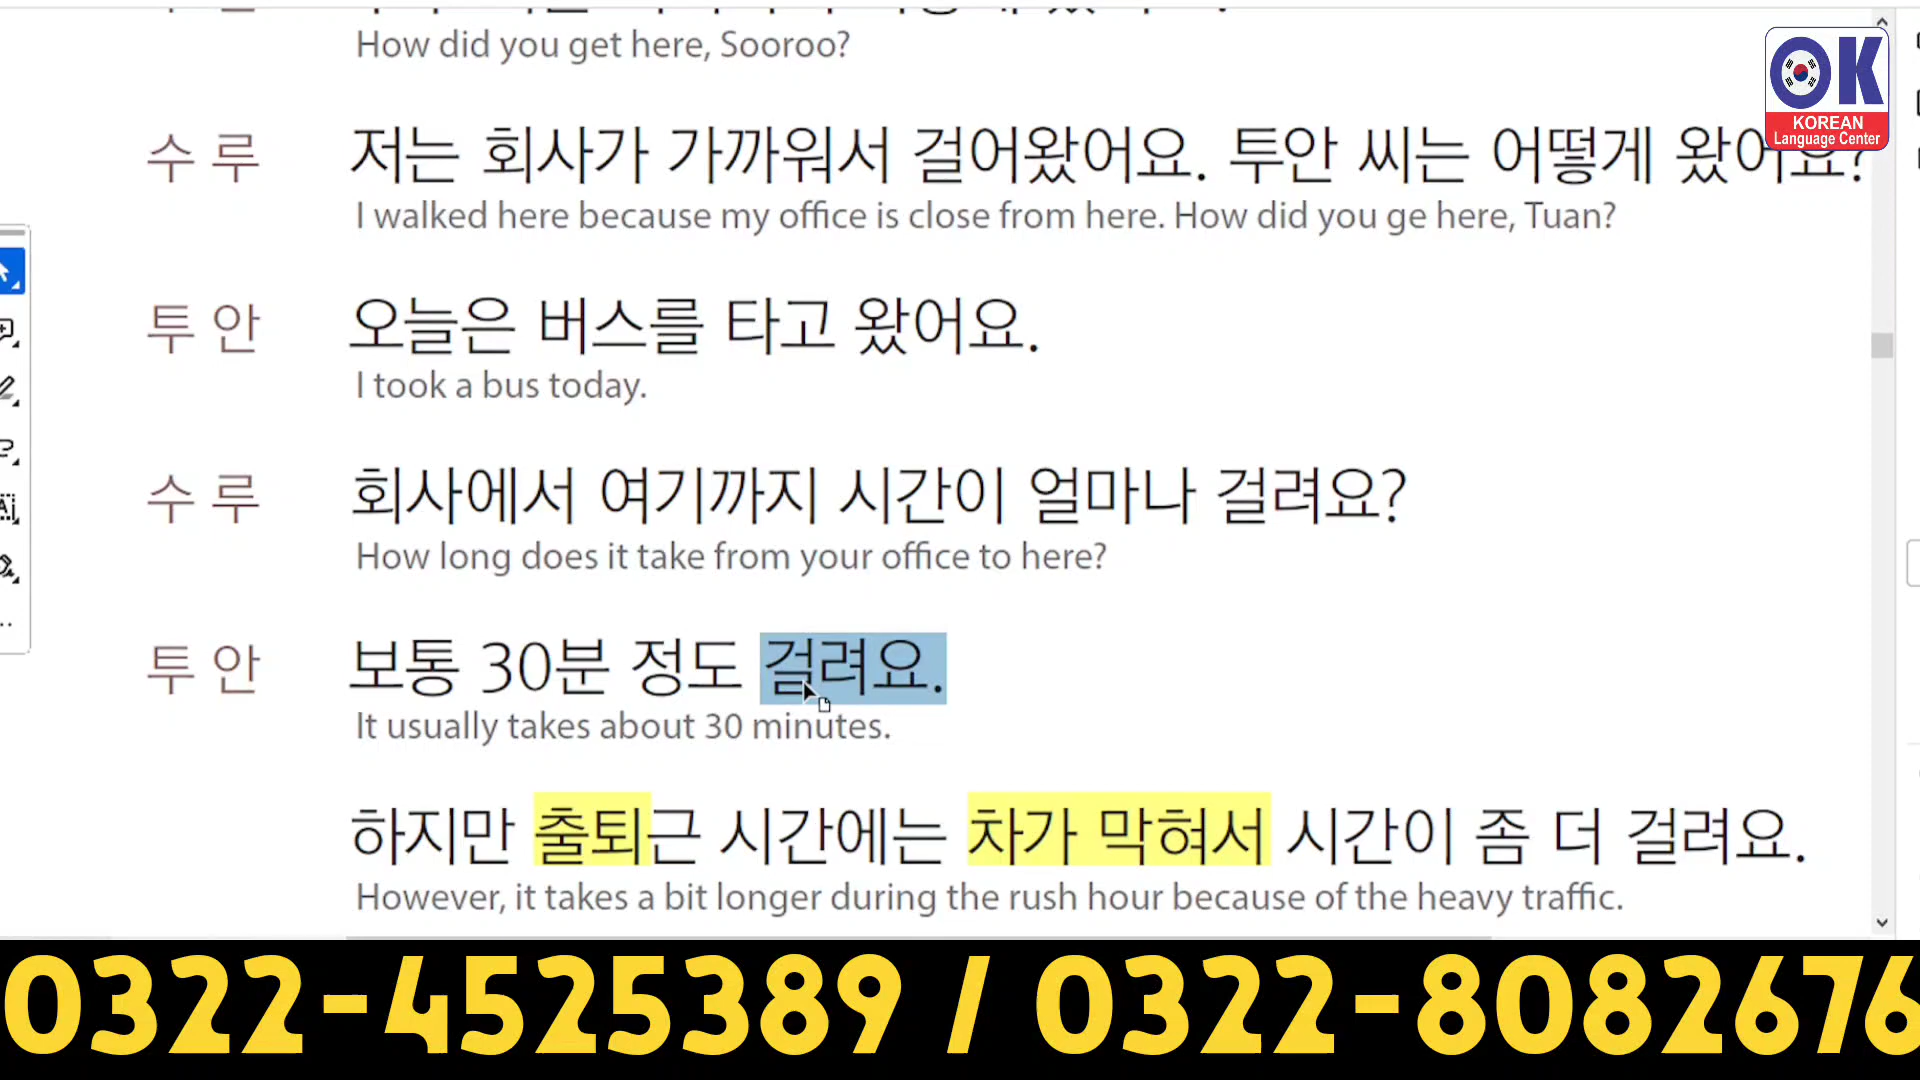 How did you get here, Sooroo?
수 루 저는 회사가 가까워서 걸어왔어요. 투안 씨는 어떻게 왔어요?
I walked here because my office is close from here. How did you ge here, Tuan?
투 안 오늘은 버스를 타고 왔어요.
I took a bus today.
수 루 회사에서 여기까지 시간이 얼마나 걸려요?
How long does it take from your office to here?
투 안 보통 30분 정도 걸려요.
It usually takes about 30 minutes.
하지만 출퇴근 시간에는 차가 막혀서 시간이 좀 더 걸려요.
However, it takes a bit longer during the rush hour because of the heavy traffic.
OK
KOREAN
Language Center
0322-4525389 / 0322-8082676